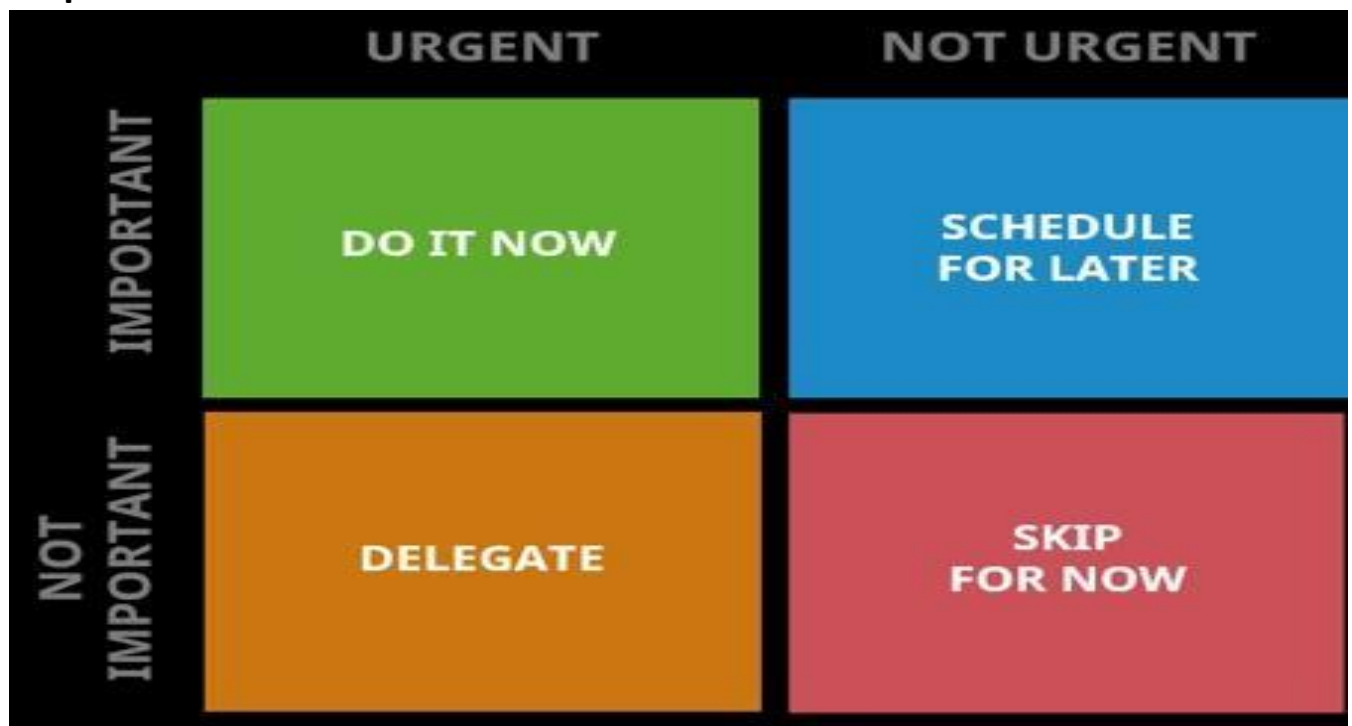 URGENT
NOT URGENT
IMPORTANT
DO IT NOW
SCHEDULE
FOR LATER
NOT
IMPORTANT
DELEGATE
SKIP
FOR NOW